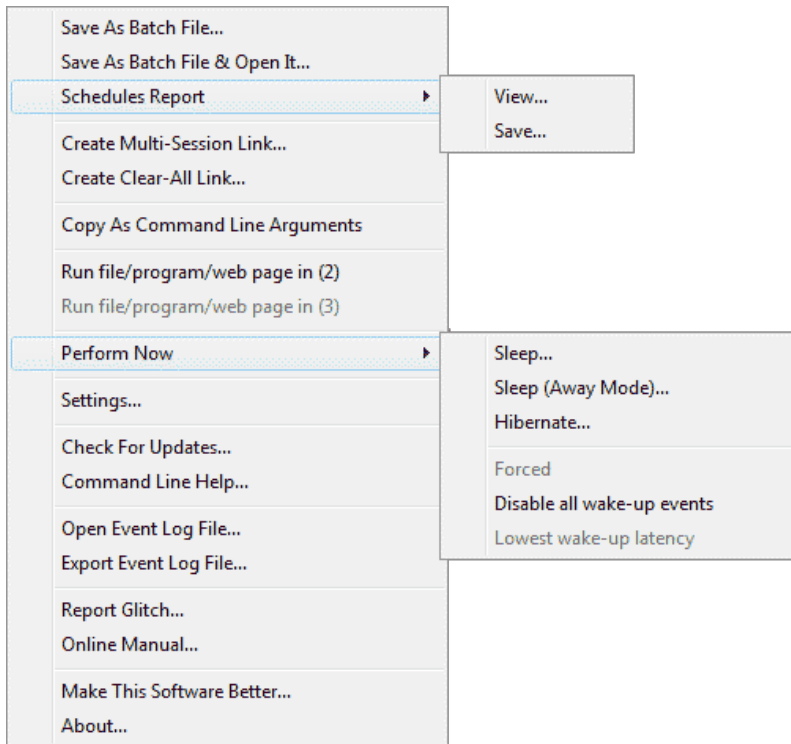 Save As Batch File...
Save As Batch File & Open It...
Schedules Report
View...
Save...
Create Multi-Session Link...
Create Clear-All Link...
Copy As Command Line Arguments
Run file/program/web page in (2)
Run file/program/web page in (3)
Perform Now
Sleep...
Sleep (Away Mode)...
Hibernate...
Forced
Disable all wake-up events
Lowest wake-up latency
Settings...
Check For Updates...
Command Line Help...
Open Event Log File...
Export Event Log File...
Report Glitch...
Online Manual...
Make This Software Better...
About...